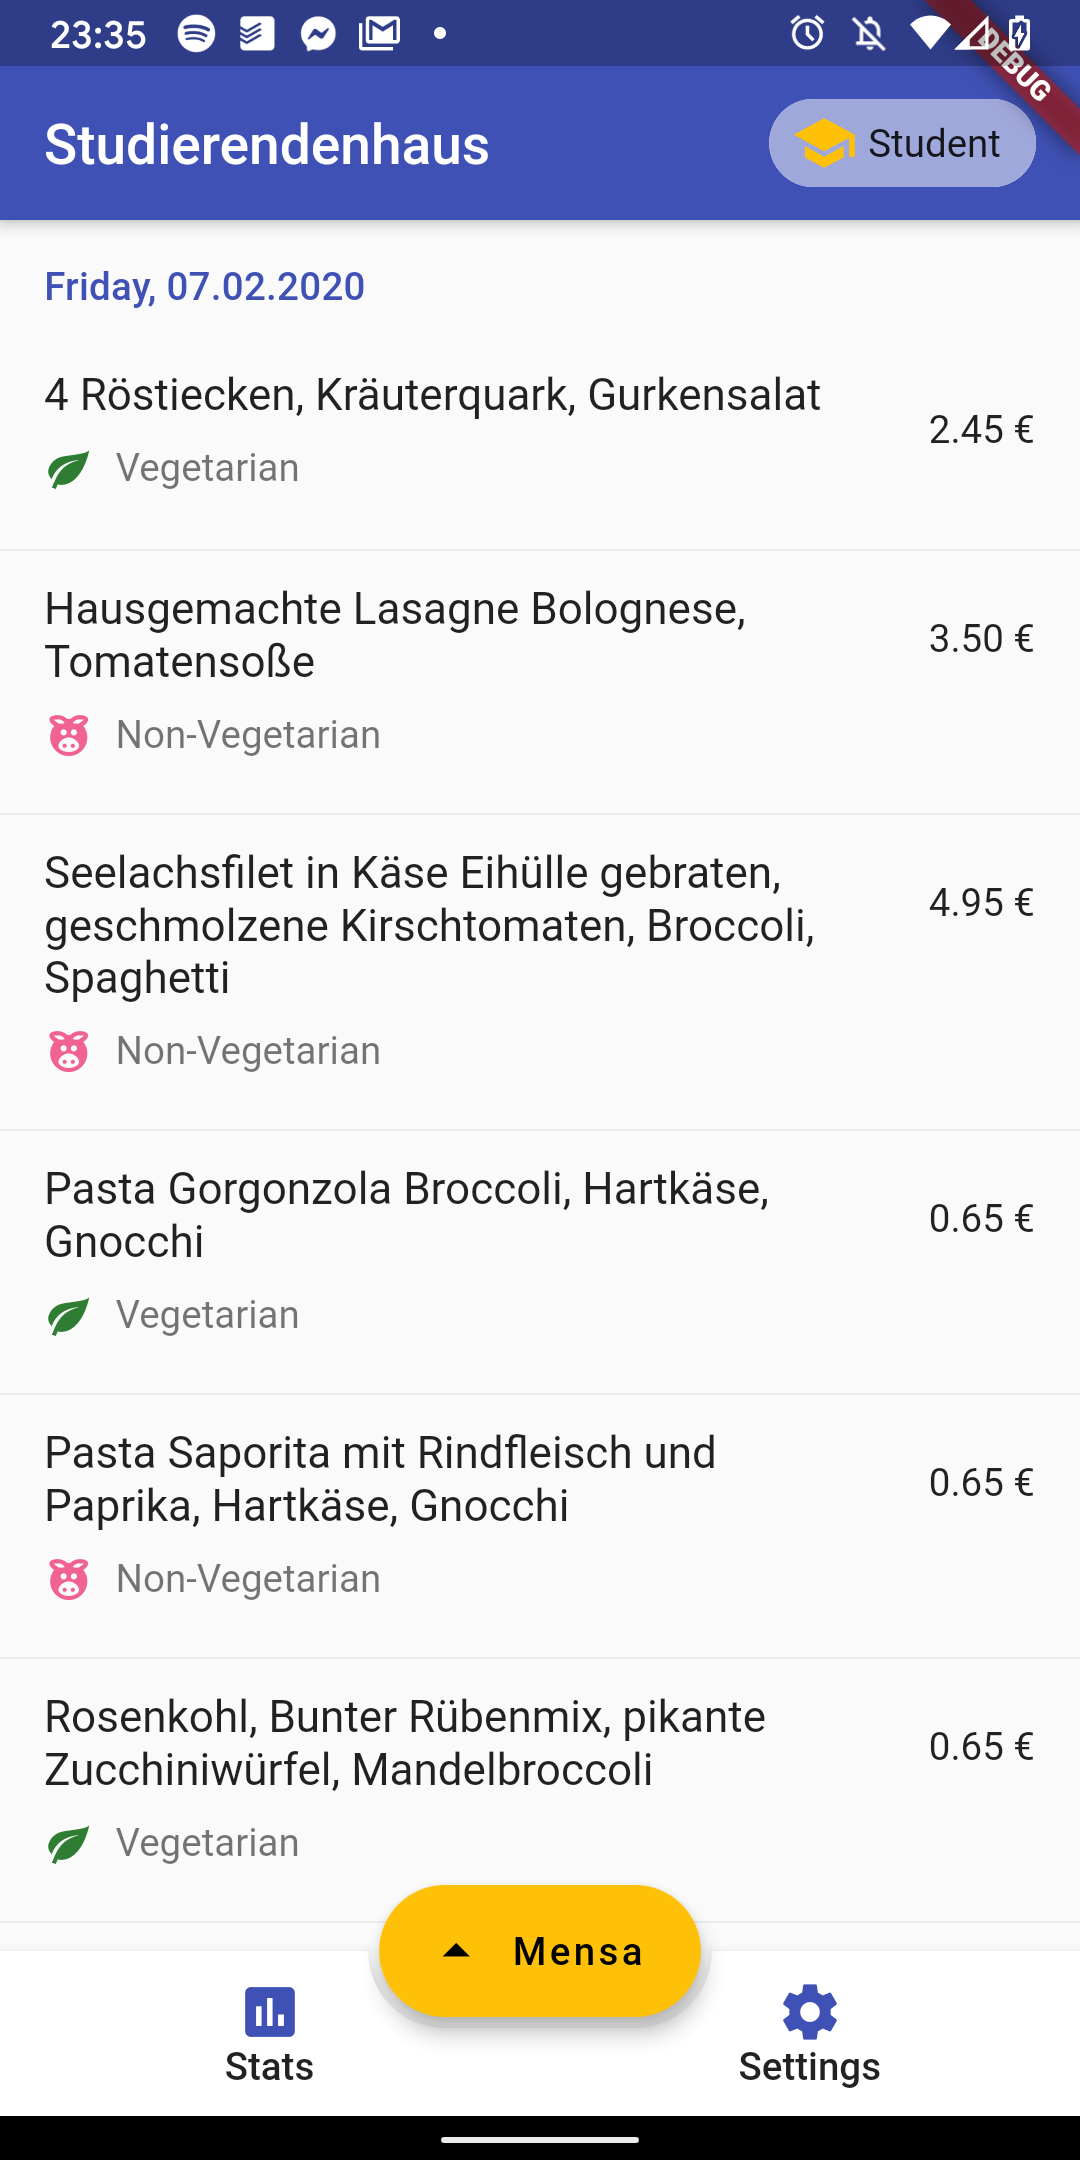 23:35
DEBUG
Studierendenhaus
Student
Friday, 07.02.2020
4 Röstiecken, Kräuterquark, Gurkensalat
2.45 €
Vegetarian
Hausgemachte Lasagne Bolognese,
Tomatensoße
3.50 €
Non-Vegetarian
Seelachsfilet in Käse Eihülle gebraten,
geschmolzene Kirschtomaten, Broccoli,
Spaghetti
4.95 €
Non-Vegetarian
Pasta Gorgonzola Broccoli, Hartkäse,
Gnocchi
0.65 €
Vegetarian
Pasta Saporita mit Rindfleisch und
Paprika, Hartkäse, Gnocchi
0.65 €
Non-Vegetarian
Rosenkohl, Bunter Rübenmix, pikante
Zucchiniwürfel, Mandelbroccoli
0.65 €
Vegetarian
Mensa
Stats
Settings